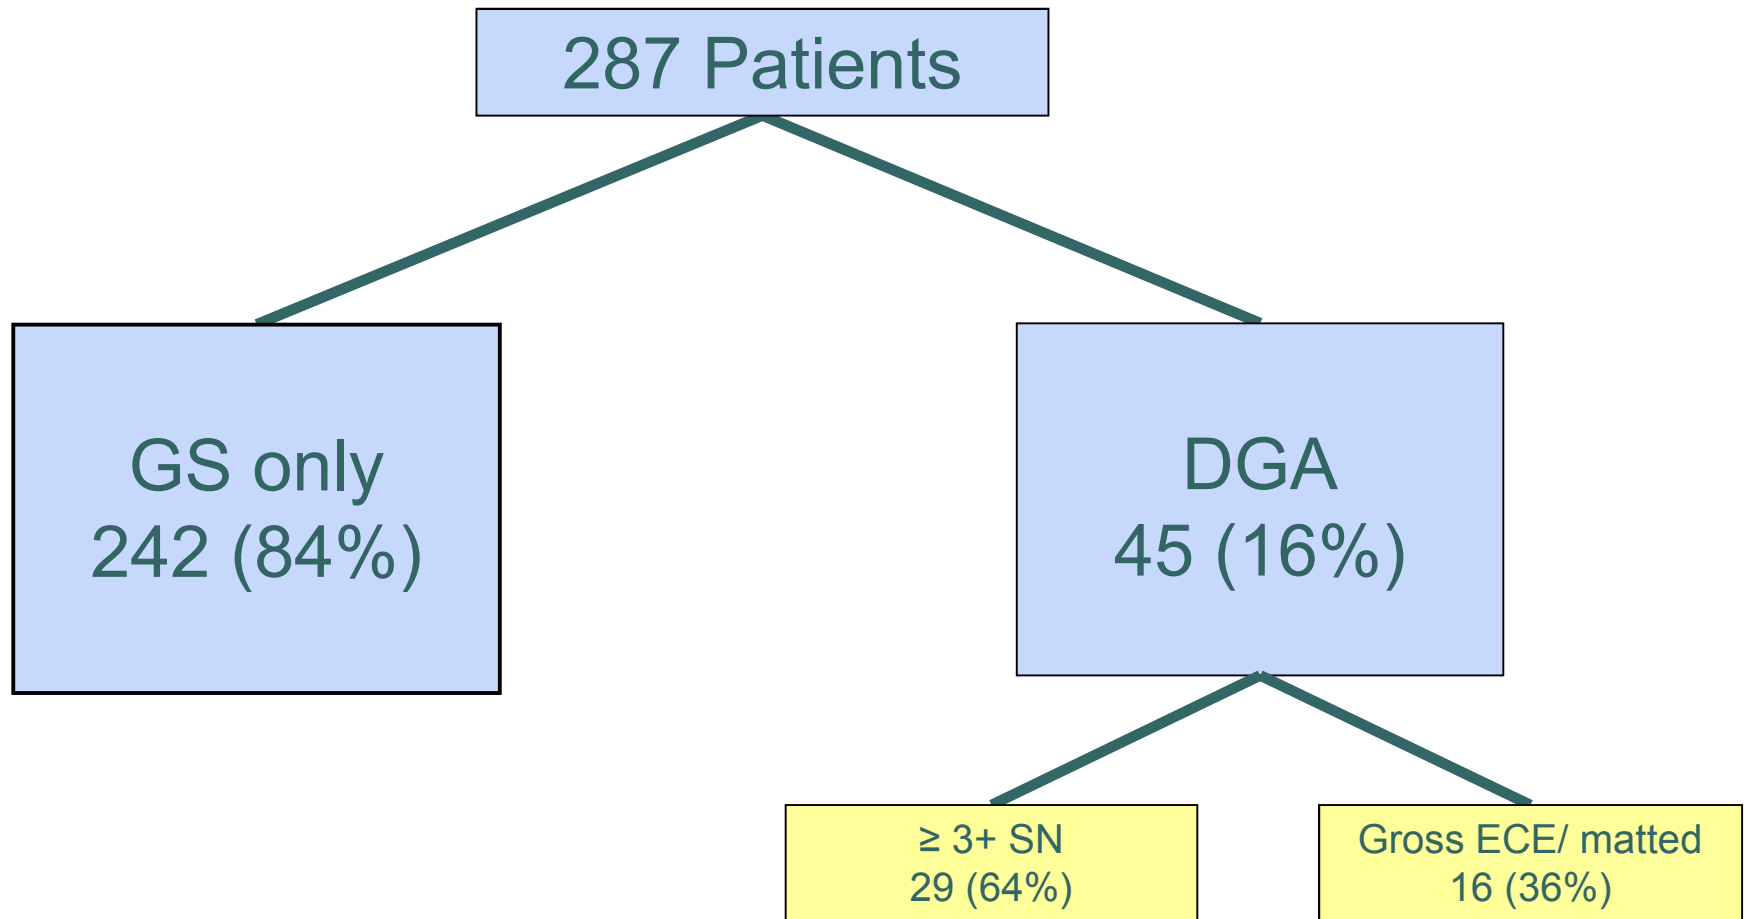 287 Patients
GS only
242 (84%)
DGA
45 (16%)
≥ 3+ SN
29 (64%)
Gross ECE/ matted
16 (36%)